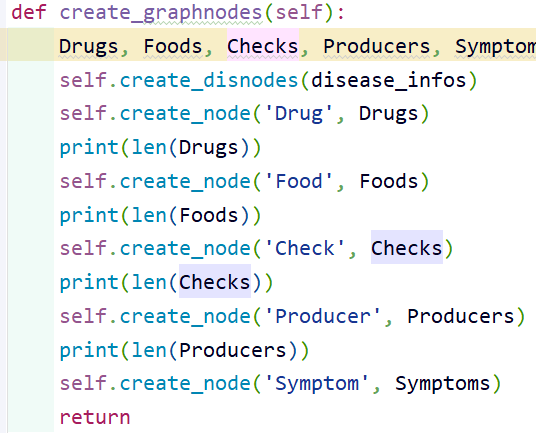 def create_graphnodes(self):
Drugs, Foods, Checks, Producers, Symptom
self.create_disnodes(disease_infos)
self.create_node('Drug', Drugs)
print(len(Drugs))
self.create_node('Food', Foods)
print(len(Foods))
self.create_node('Check', Checks)
print(len(Checks))
self.create_node('Producer', Producers)
print(len(Producers))
self.create_node('Symptom', Symptoms)
return